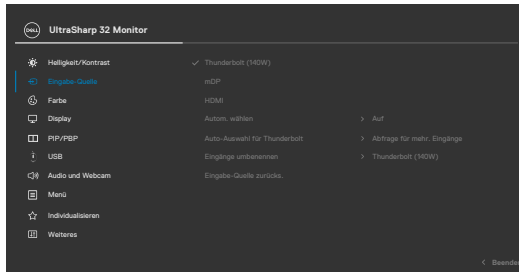 DELL UltraSharp 32 Monitor
Helligkeit/Kontrast Thunderbolt (140W)
Eingabe-Quelle mDP
Farbe HDMI
Display Autom. wählen Auf
PIP/PBP Auto-Auswahl für Thunderbolt Abfrage für mehr. Eingänge
USB Eingänge umbenennen Thunderbolt (140W)
Audio und Webcam Eingabe-Quelle zurücks.
Menü
Individualisieren
Weiteres
Beenden